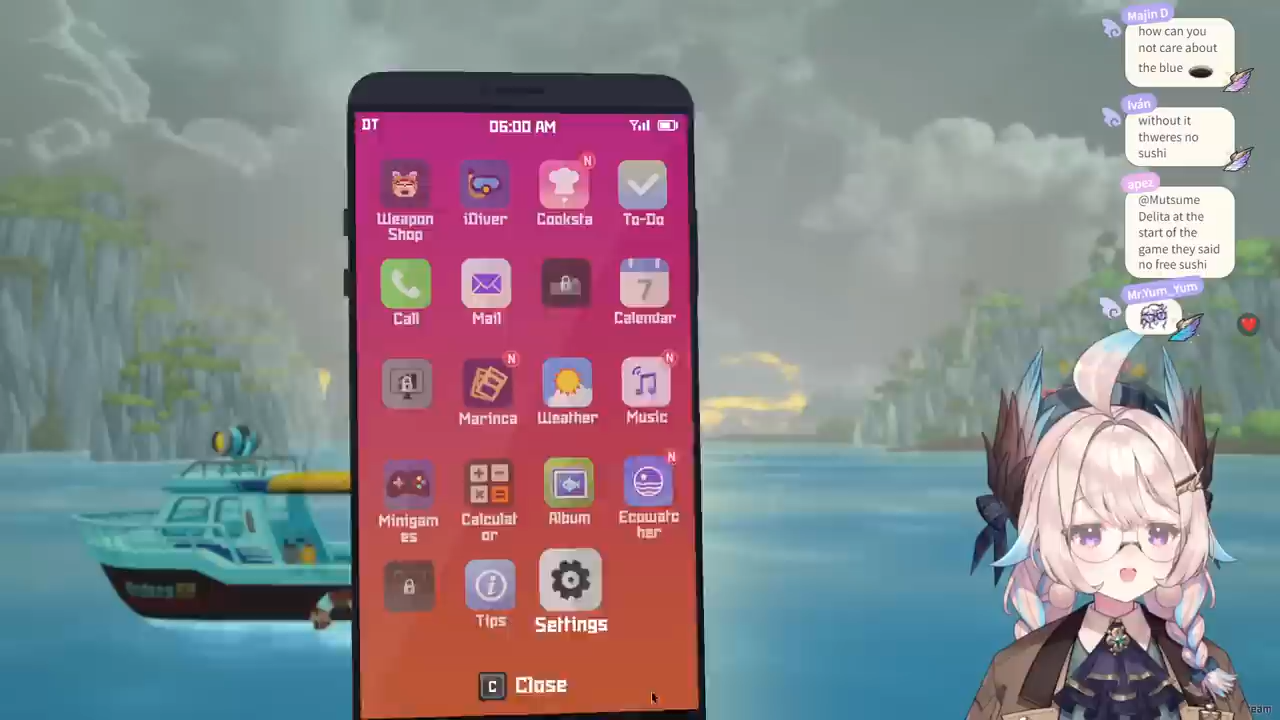 DT
06:00 AM
Weapon
Shop
iDiver
N
Cooksta
To-Do
Call
Mail
7
Calendar
N
Marinca
Weather
N
Music
Minigam
es
Calculat
or
Album
N
Ecowatc
her
Tips
Settings
C Close
Majin D
how can you
not care about
the blue
Iván
without it
thweres no
sushi
apez
@Mutsume
Delita at the
start of the
game they said
no free sushi
Mr.Yum_Yum